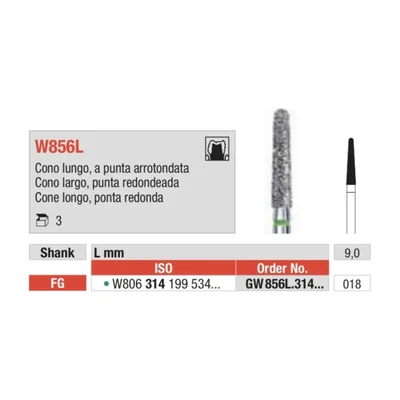 W856L
Cono lungo, a punta arrotondata
Cono largo, punta redondeada
Cone longo, ponta redonda
3
Shank L mm 9,0
ISO Order No.
FG • W806 314 199 534... GW856L.314... 018